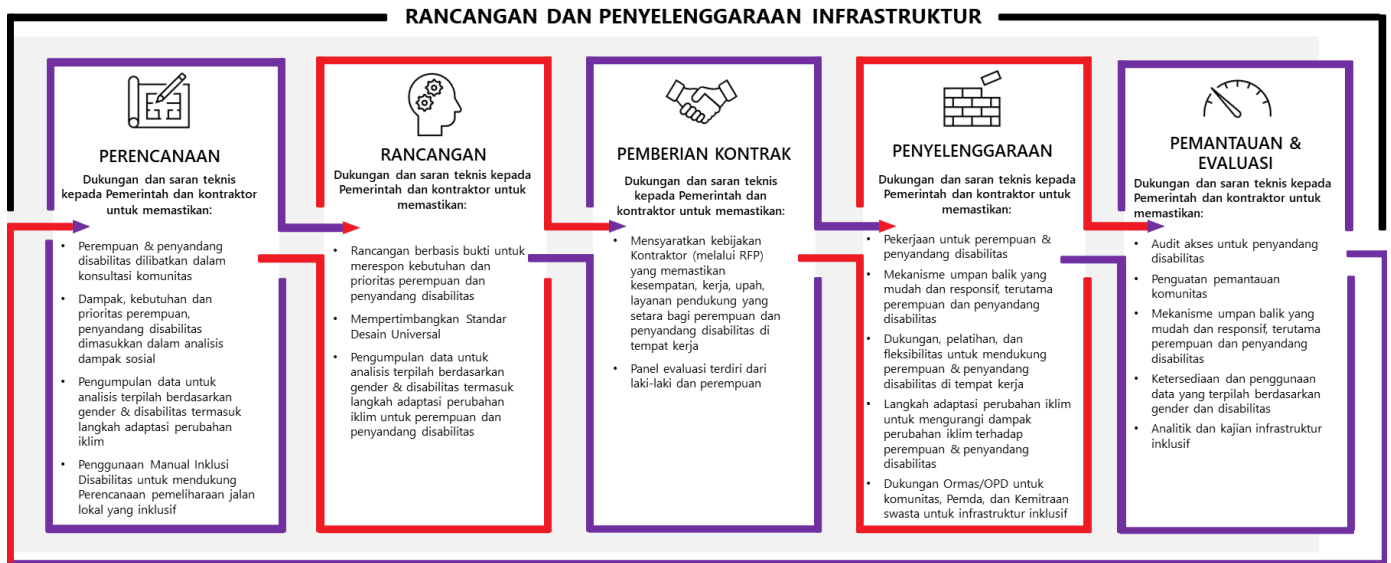 RANCANGAN DAN PENYELENGGARAAN INFRASTRUKTUR
PERENCANAAN
Dukungan dan saran teknis
kepada Pemerintah dan kontraktor
untuk memastikan:
• Perempuan & penyandang
disabilitas dilibatkan dalam
konsultasi komunitas
• Dampak, kebutuhan dan
prioritas perempuan,
penyandang disabilitas
dimasukkan dalam analisis
dampak sosial
• Pengumpulan data untuk
analisis terpilah berdasarkan
gender & disabilitas termasuk
langkah adaptasi perubahan
iklim
• Penggunaan Manual Inklusi
Disabilitas untuk mendukung
Perencanaan pemeliharaan jalan
lokal yang inklusif
RANCANGAN
Dukungan dan saran teknis kepada
Pemerintah dan kontraktor untuk
memastikan:
• Rancangan berbasis bukti untuk
merespon kebutuhan dan
prioritas perempuan dan
penyandang disabilitas
• Mempertimbangkan Standar
Desain Universal
• Pengumpulan data untuk
analisis terpilah berdasarkan
gender & disabilitas termasuk
langkah adaptasi perubahan
iklim untuk perempuan dan
penyandang disabilitas
PEMBERIAN KONTRAK
Dukungan dan saran teknis
kepada Pemerintah dan
kontraktor untuk memastikan:
• Mensyaratkan kebijakan
Kontraktor (melalui RFP)
yang memastikan
kesempatan, kerja, upah,
layanan pendukung yang
setara bagi perempuan dan
penyandang disabilitas di
tempat kerja
• Panel evaluasi terdiri dari
laki-laki dan perempuan
PENYELENGGARAAN
Dukungan dan saran teknis kepada
Pemerintah dan kontraktor untuk
memastikan:
• Pekerjaan untuk perempuan &
penyandang disabilitas
• Mekanisme umpan balik yang
mudah dan responsif, terutama
perempuan dan penyandang
disabilitas
• Dukungan, pelatihan, dan
fleksibilitas untuk mendukung
perempuan & penyandang
disabilitas di tempat kerja
• Langkah adaptasi perubahan iklim
untuk mengurangi dampak
perubahan iklim terhadap
perempuan & penyandang
disabilitas
• Dukungan Ormas/OPD untuk
komunitas, Pemda, dan Kemitraan
swasta untuk infrastruktur inklusif
PEMANTAUAN &
EVALUASI
Dukungan dan saran teknis kepada
Pemerintah dan kontraktor untuk
memastikan:
• Audit akses untuk penyandang
disabilitas
• Penguatan pemantauan
komunitas
• Mekanisme umpan balik yang
mudah dan responsif, terutama
perempuan dan penyandang
disabilitas
• Ketersediaan dan penggunaan
data yang terpilah berdasarkan
gender dan disabilitas
• Analitik dan kajian infrastruktur
inklusif